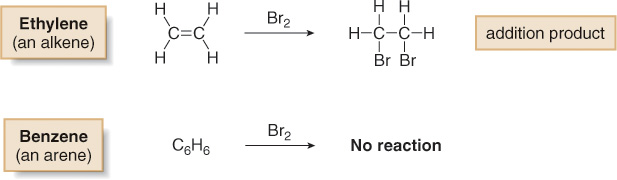 Ethylene
(an alkene)
H H
C=C
H H
Br₂
H H
H–C–C–H
Br Br
addition product
Benzene
(an arene)
C₆H₆
Br₂
No reaction